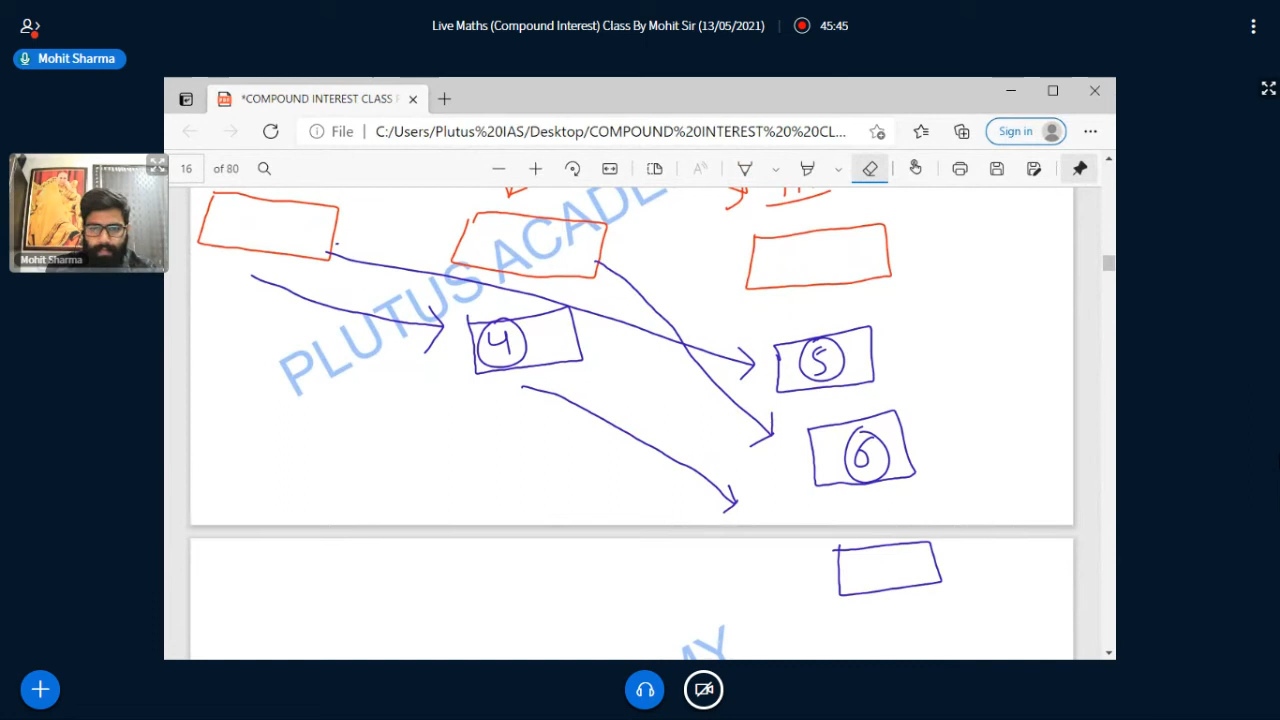 Live Maths (Compound Interest) Class By Mohit Sir (13/05/2021)
45:45
Mohit Sharma
*COMPOUND INTEREST CLASS
File
C:/Users/Plutus%20IAS/Desktop/COMPOUND%20INTEREST%20%20CL...
Sign in
16 of 80
Mohit Sharma
PLUTUS ACADE
4
5
6
MY